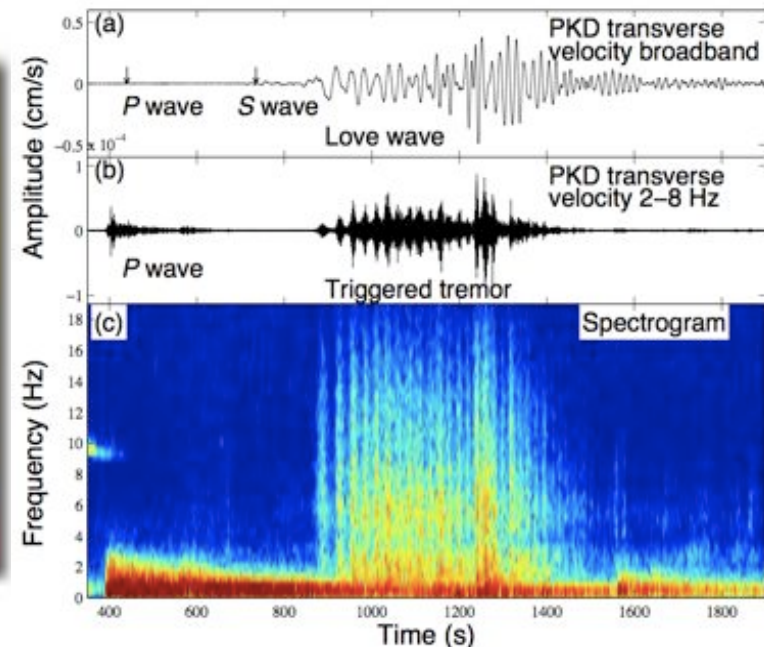 (a)
PKD transverse
velocity broadband
0.5
0
−0.5
P wave
S wave
Love wave
x 10⁻⁴
(b)
PKD transverse
velocity 2–8 Hz
1
0
−1
P wave
Triggered tremor
Amplitude (cm/s)
(c)
Spectrogram
18
16
14
12
10
8
6
4
2
0
Frequency (Hz)
400 600 800 1000 1200 1400 1600 1800
Time (s)